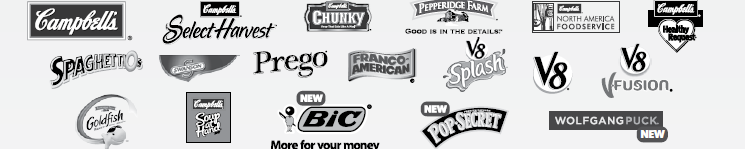 Campbell's
Campbell's
Select Harvest
Campbell's
CHUNKY
PEPPERIDGE FARM
GOOD IS IN THE DETAILS.
Campbell's
NORTH AMERICA
FOODSERVICE
Campbell's
Healthy
Request
SPAGHETTIOs
SWANSON
Prego
FRANCO-
AMERICAN
V8
Splash
V8
V8
V-FUSION
Goldfish
Campbell's
Soup
at
Hand
NEW
BIC
More for your money
NEW
POP-SECRET
WOLFGANG PUCK
NEW